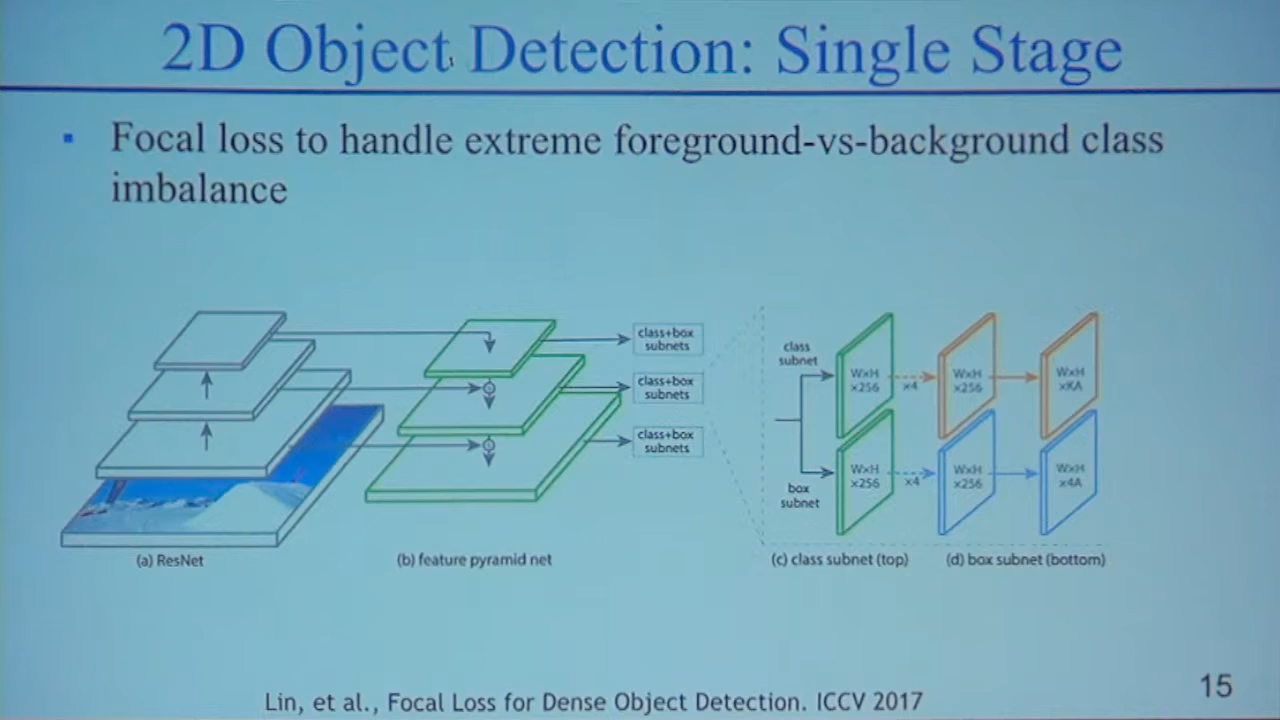 2D Object Detection: Single Stage
▪ Focal loss to handle extreme foreground-vs-background class
imbalance
class+box
subnets
class+box
subnets
class+box
subnets
class
subnet
WxH
x256
x4
WxH
x256
WxH
xKA
box
subnet
WxH
x256
x4
WxH
x256
WxH
x4A
(a) ResNet
(b) feature pyramid net
(c) class subnet (top)
(d) box subnet (bottom)
Lin, et al., Focal Loss for Dense Object Detection. ICCV 2017
15